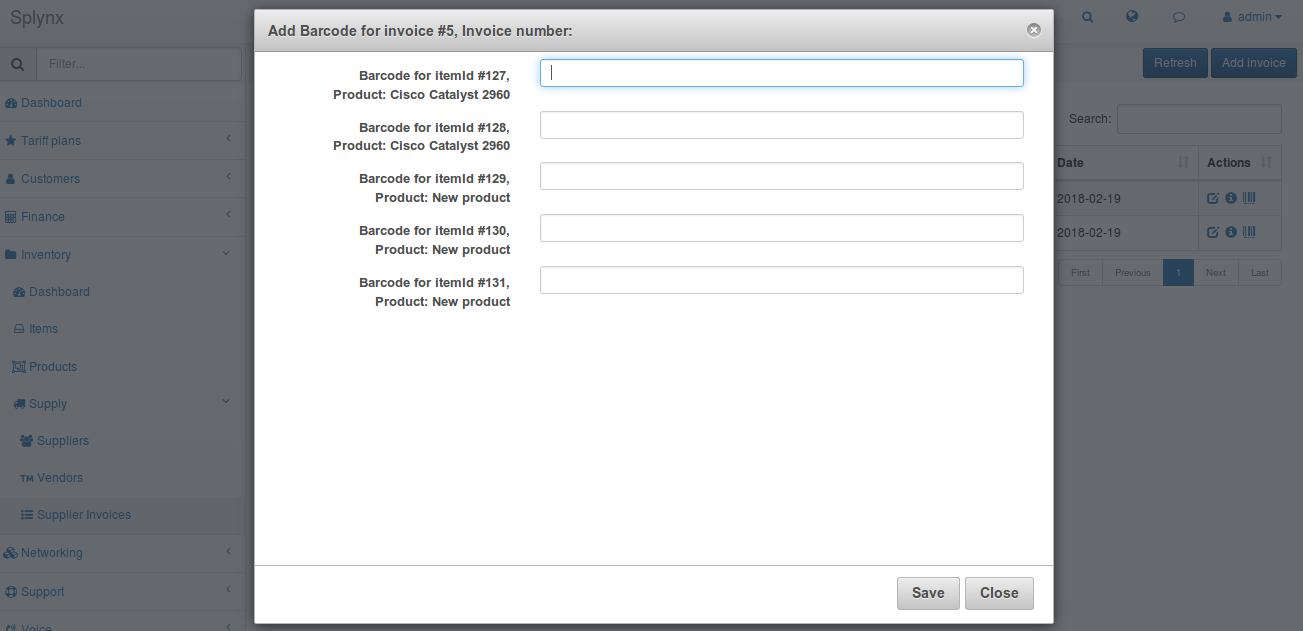 Splynx
admin
Filter...
Refresh
Add invoice
Dashboard
Tariff plans
Customers
Finance
Inventory
Dashboard
Items
Products
Supply
Suppliers
TM Vendors
Supplier Invoices
Networking
Support
Voice
Add Barcode for invoice #5, Invoice number:
Barcode for itemId #127,
Product: Cisco Catalyst 2960
Barcode for itemId #128,
Product: Cisco Catalyst 2960
Barcode for itemId #129,
Product: New product
Barcode for itemId #130,
Product: New product
Barcode for itemId #131,
Product: New product
Save
Close
Search:
Date
Actions
2018-02-19
2018-02-19
First
Previous
1
Next
Last